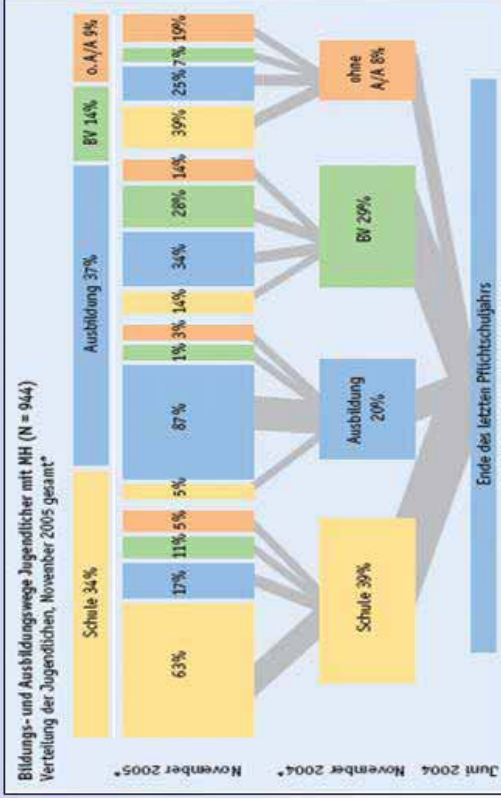 Bildungs- und Ausbildungswege Jugendlicher mit MH (N = 944)
Verteilung der Jugendlichen, November 2005 gesamt*
Schule 34%
Ausbildung 37%
BV 14%
o. A/A 9%
November 2005*
63%
17%
11%
5%
5%
87%
1%
3%
14%
34%
28%
14%
39%
25%
7%
19%
November 2004*
Schule 39%
Ausbildung
20%
BV 29%
ohne
A/A 8%
Juni 2004
Ende des letzten Pflichtschuljahrs